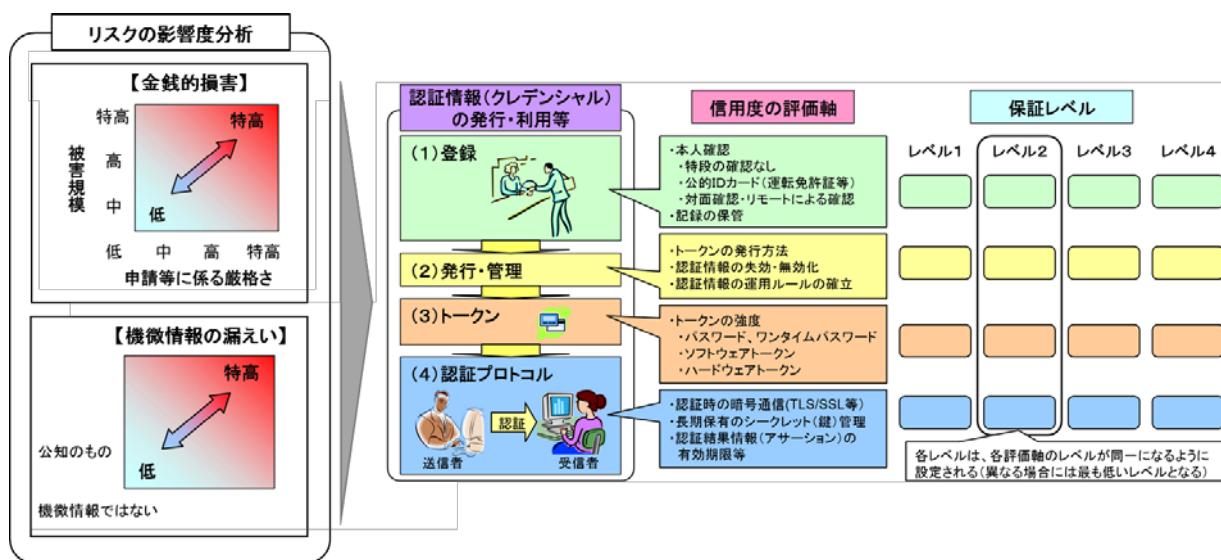 リスクの影響度分析
【金銭的損害】
特高
高
中
被害規模
特高
低
低 中 高 特高
申請等に係る厳格さ
【機微情報の漏えい】
特高
公知のもの
低
機微情報ではない
認証情報(クレデンシャル)
の発行・利用等
(1)登録
(2)発行・管理
(3)トークン
(4)認証プロトコル
認証
送信者
受信者
信用度の評価軸
・本人確認
・特段の確認なし
・公的IDカード(運転免許証等)
・対面確認・リモートによる確認
・記録の保管
・トークンの発行方法
・認証情報の失効・無効化
・認証情報の運用ルールの確立
・トークンの強度
・パスワード、ワンタイムパスワード
・ソフトウェアトークン
・ハードウェアトークン
・認証時の暗号通信(TLS/SSL等)
・長期保有のシークレット(鍵)管理
・認証結果情報(アサーション)の
有効期限等
保証レベル
レベル1 レベル2 レベル3 レベル4
各レベルは、各評価軸のレベルが同一になるように
設定される(異なる場合には最も低いレベルとなる)